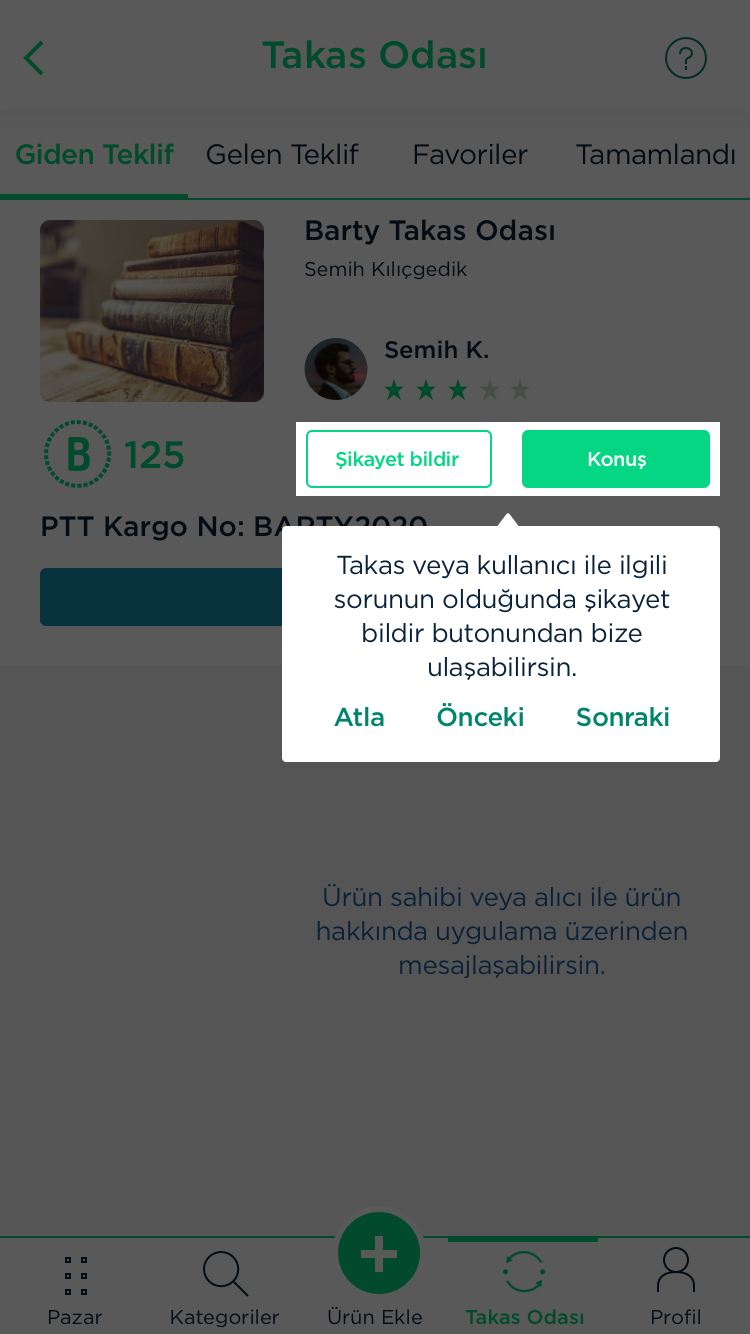 Takas Odası
?
Giden Teklif Gelen Teklif Favoriler Tamamlandı
Barty Takas Odası
Semih Kılıçgedik
Semih K.
B 125
Şikayet bildir Konuş
PTT Kargo No: BARTY2020
Takas veya kullanıcı ile ilgili
sorunun olduğunda şikayet
bildir butonundan bize
ulaşabilirsin.
Atla Önceki Sonraki
Ürün sahibi veya alıcı ile ürün
hakkında uygulama üzerinden
mesajlaşabilirsin.
Pazar Kategoriler Ürün Ekle Takas Odası Profil